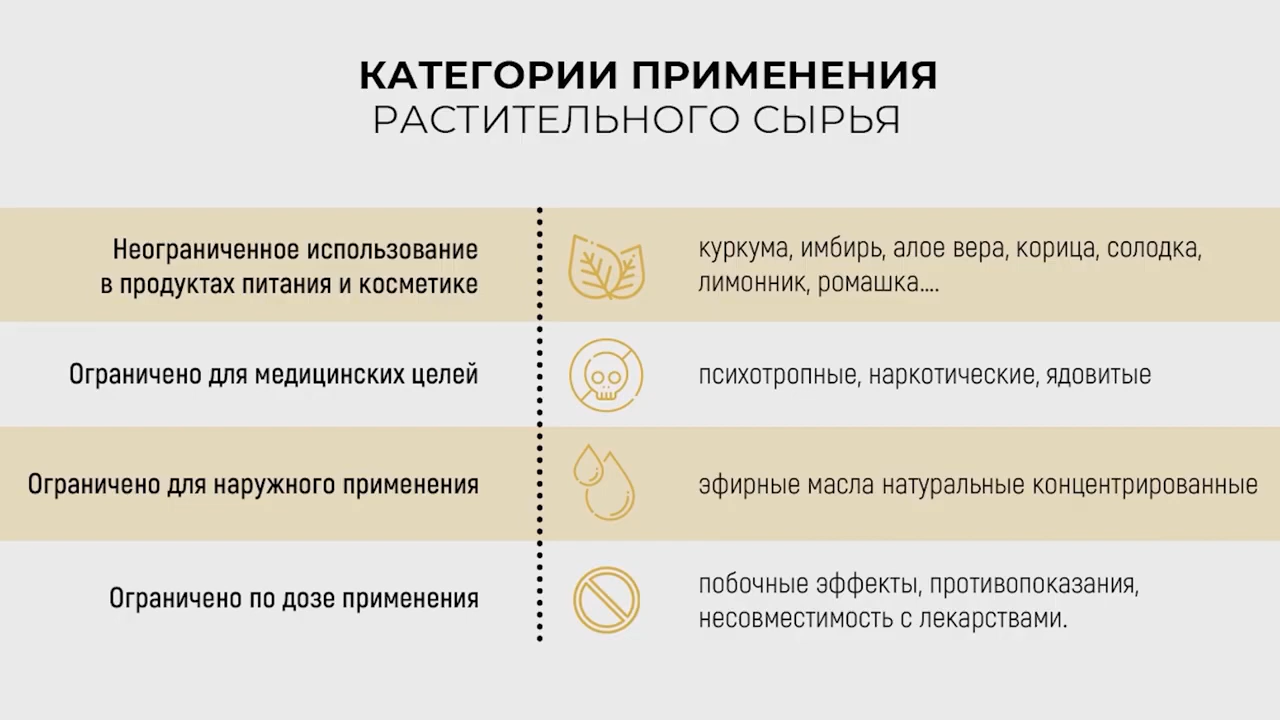 КАТЕГОРИИ ПРИМЕНЕНИЯ
РАСТИТЕЛЬНОГО СЫРЬЯ
Неограниченное использование
в продуктах питания и косметике
куркума, имбирь, алое вера, корица, солодка,
лимонник, ромашка....
Ограничено для медицинских целей
психотропные, наркотические, ядовитые
Ограничено для наружного применения
эфирные масла натуральные концентрированные
Ограничено по дозе применения
побочные эффекты, противопоказания,
несовместимость с лекарствами.